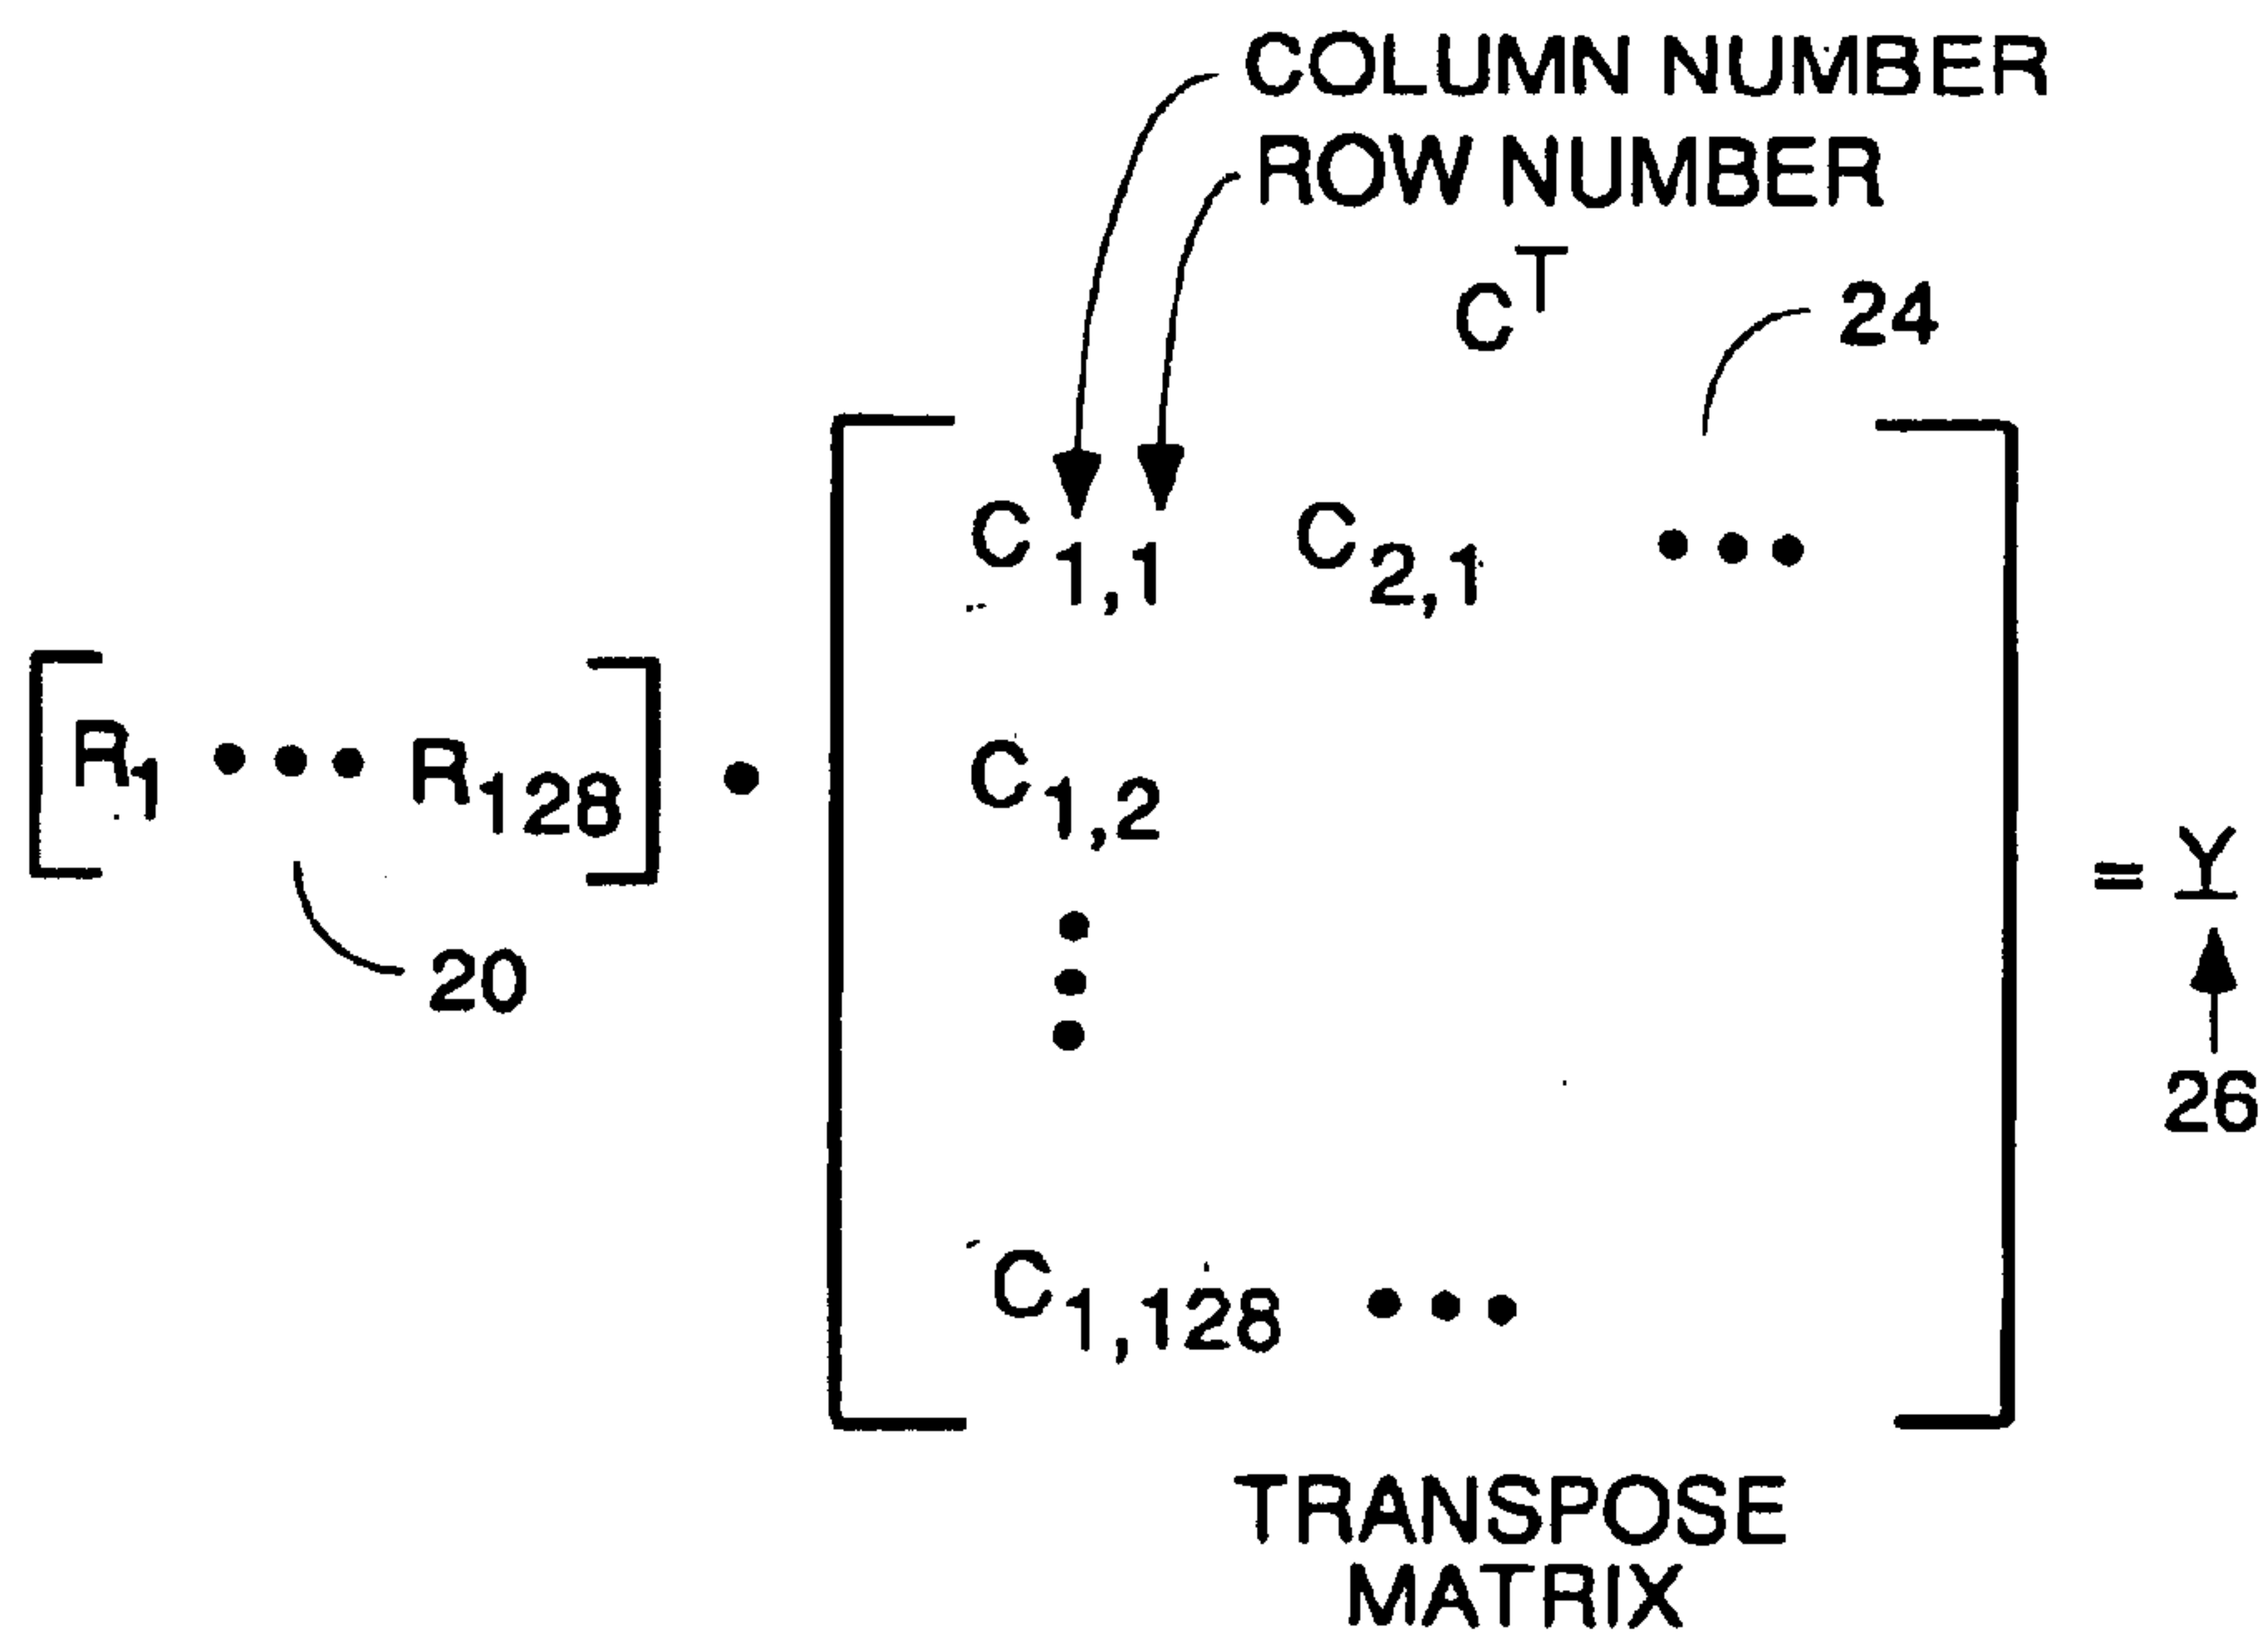 COLUMN NUMBER
ROW NUMBER
C^T
24
C1,1 C2,1 •••
[R1 ••• R128] •
C1,2
= Y
20
26
C1,128 •••
TRANSPOSE
MATRIX